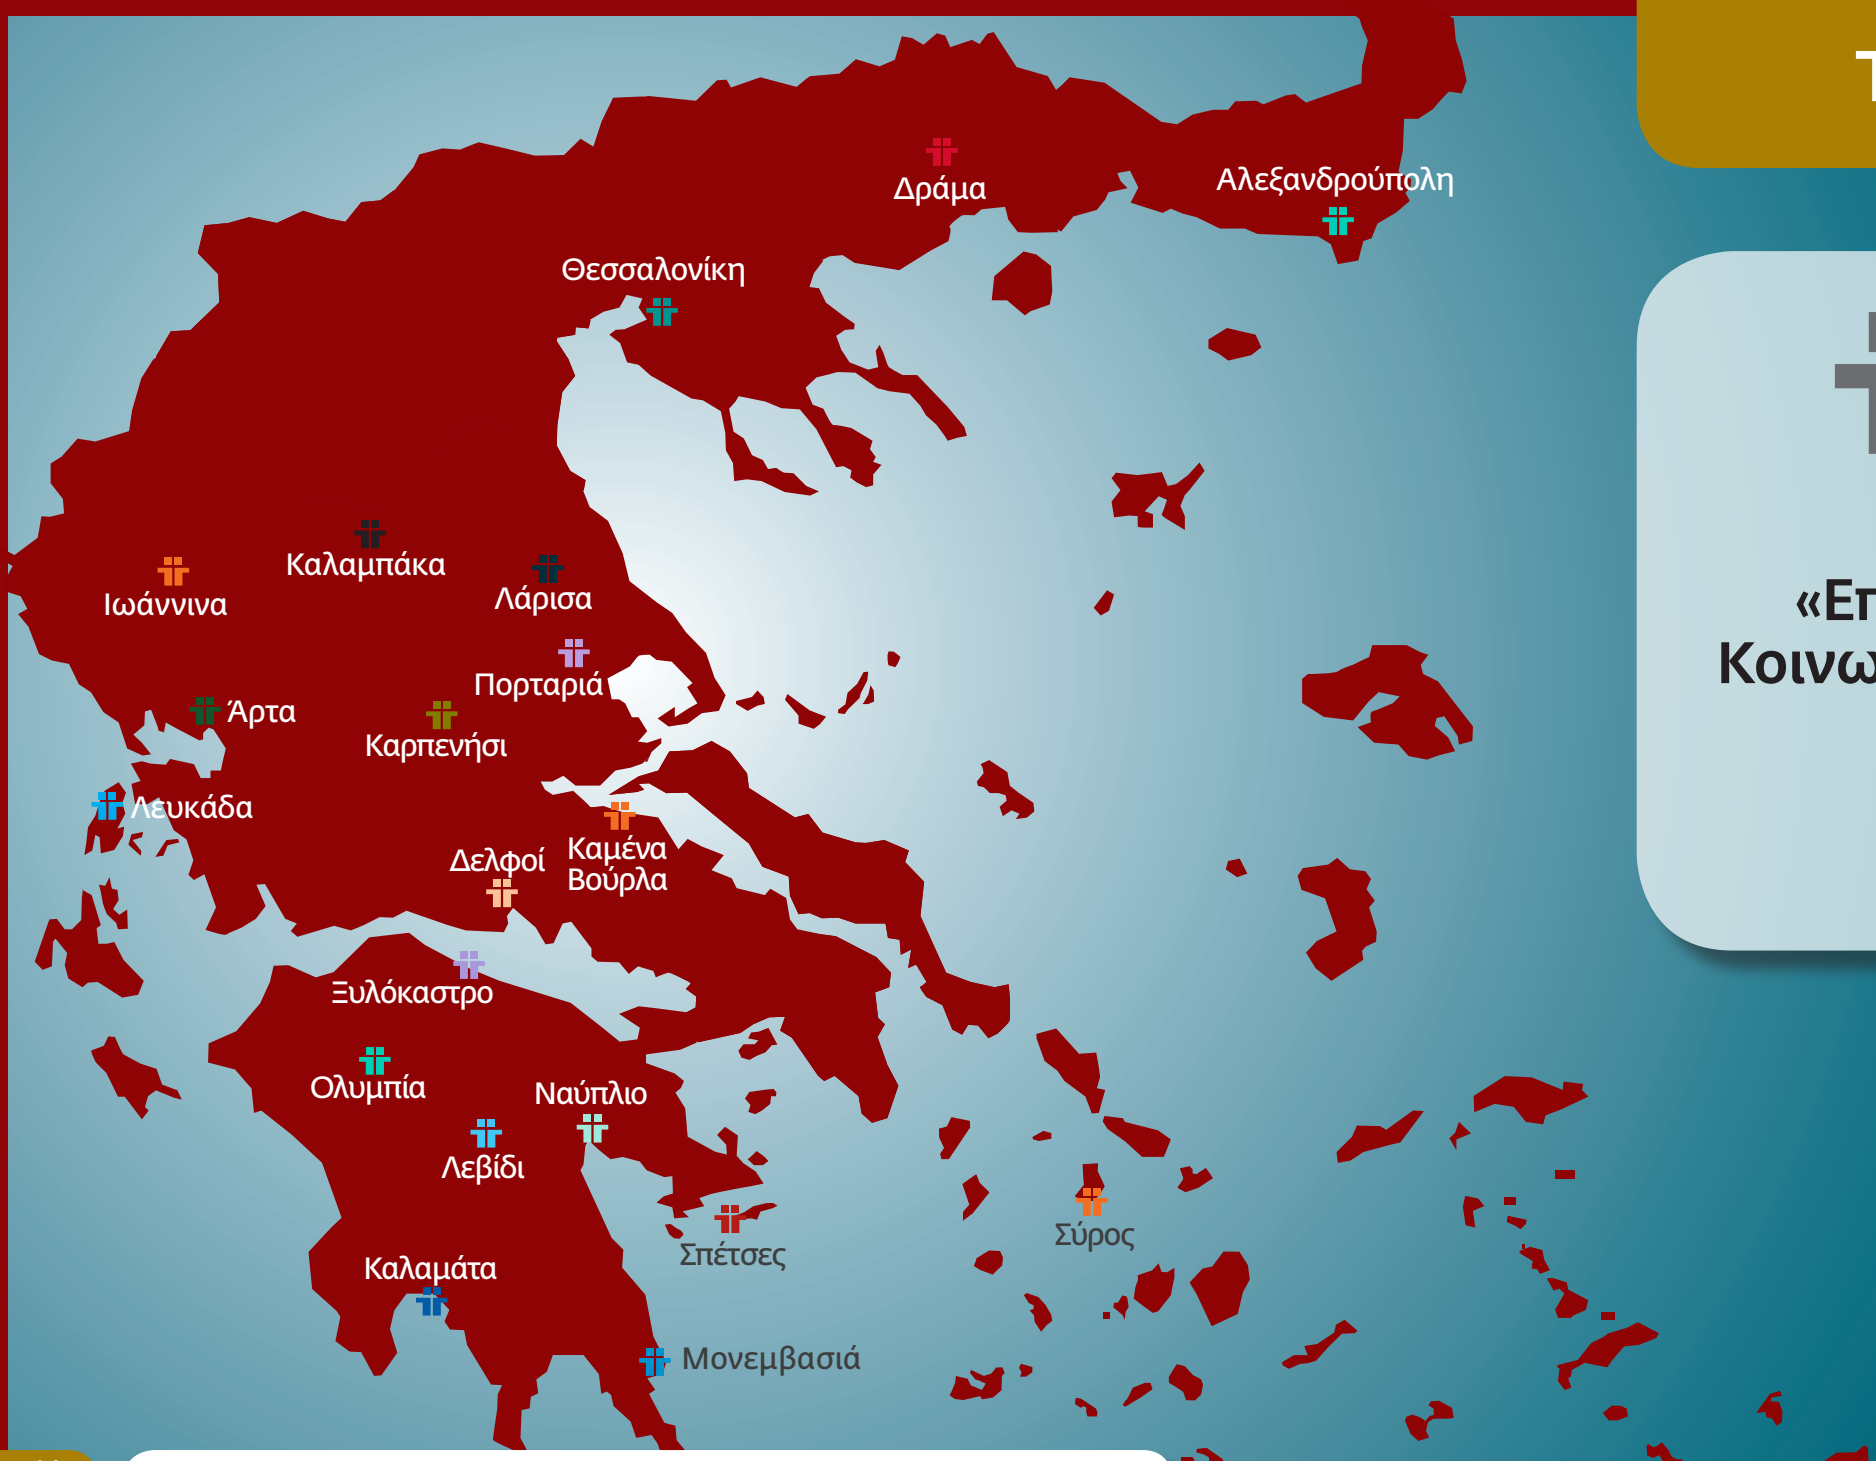 Τ
Δράμα
Αλεξανδρούπολη
Θεσσαλονίκη
Καλαμπάκα
Ιωάννινα
Λάρισα
«Επ
Κοινω
Πορταριά
Άρτα
Καρπενήσι
Λευκάδα
Δελφοί
Καμένα
Βούρλα
Ξυλόκαστρο
Ολυμπία
Ναύπλιο
Λεβίδι
Σπέτσες
Σύρος
Καλαμάτα
Μονεμβασιά